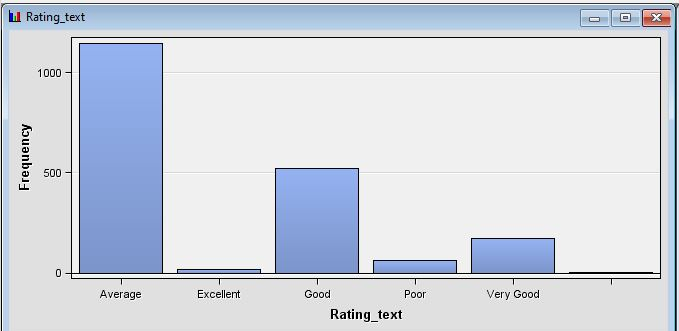 Rating_text
1000
500
0
Frequency
Average Excellent Good Poor Very Good
Rating_text